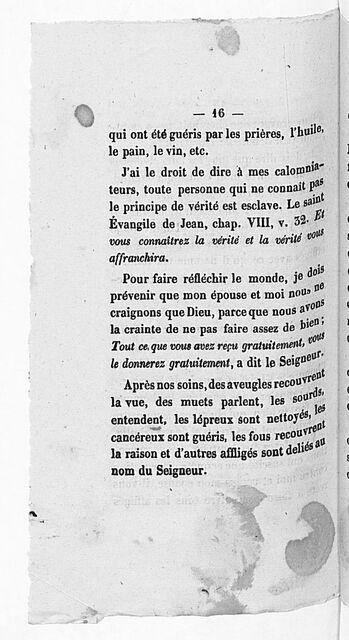 — 16 —
qui ont été guéris par les prières, l'huile,
le pain, le vin, etc.
J'ai le droit de dire à mes calomnia-
teurs, toute personne qui ne connaît pas
le principe de vérité est esclave. Le saint
Évangile de Jean, chap. VIII, v. 32. Et
vous connaîtrez la vérité et la vérité vous
affranchira.
Pour faire réfléchir le monde, je dois
prévenir que mon épouse et moi nous ne
craignons que Dieu, parce que nous avons
la crainte de ne pas faire assez de bien ;
Tout ce que vous avez reçu gratuitement, vous
le donnerez gratuitement, a dit le Seigneur.
Après nos soins, des aveugles recouvrent
la vue, des muets parlent, les sourds,
entendent, les lépreux sont nettoyés, les
cancéreux sont guéris, les fous recouvrent
la raison et d'autres affligés sont deliés au
nom du Seigneur.